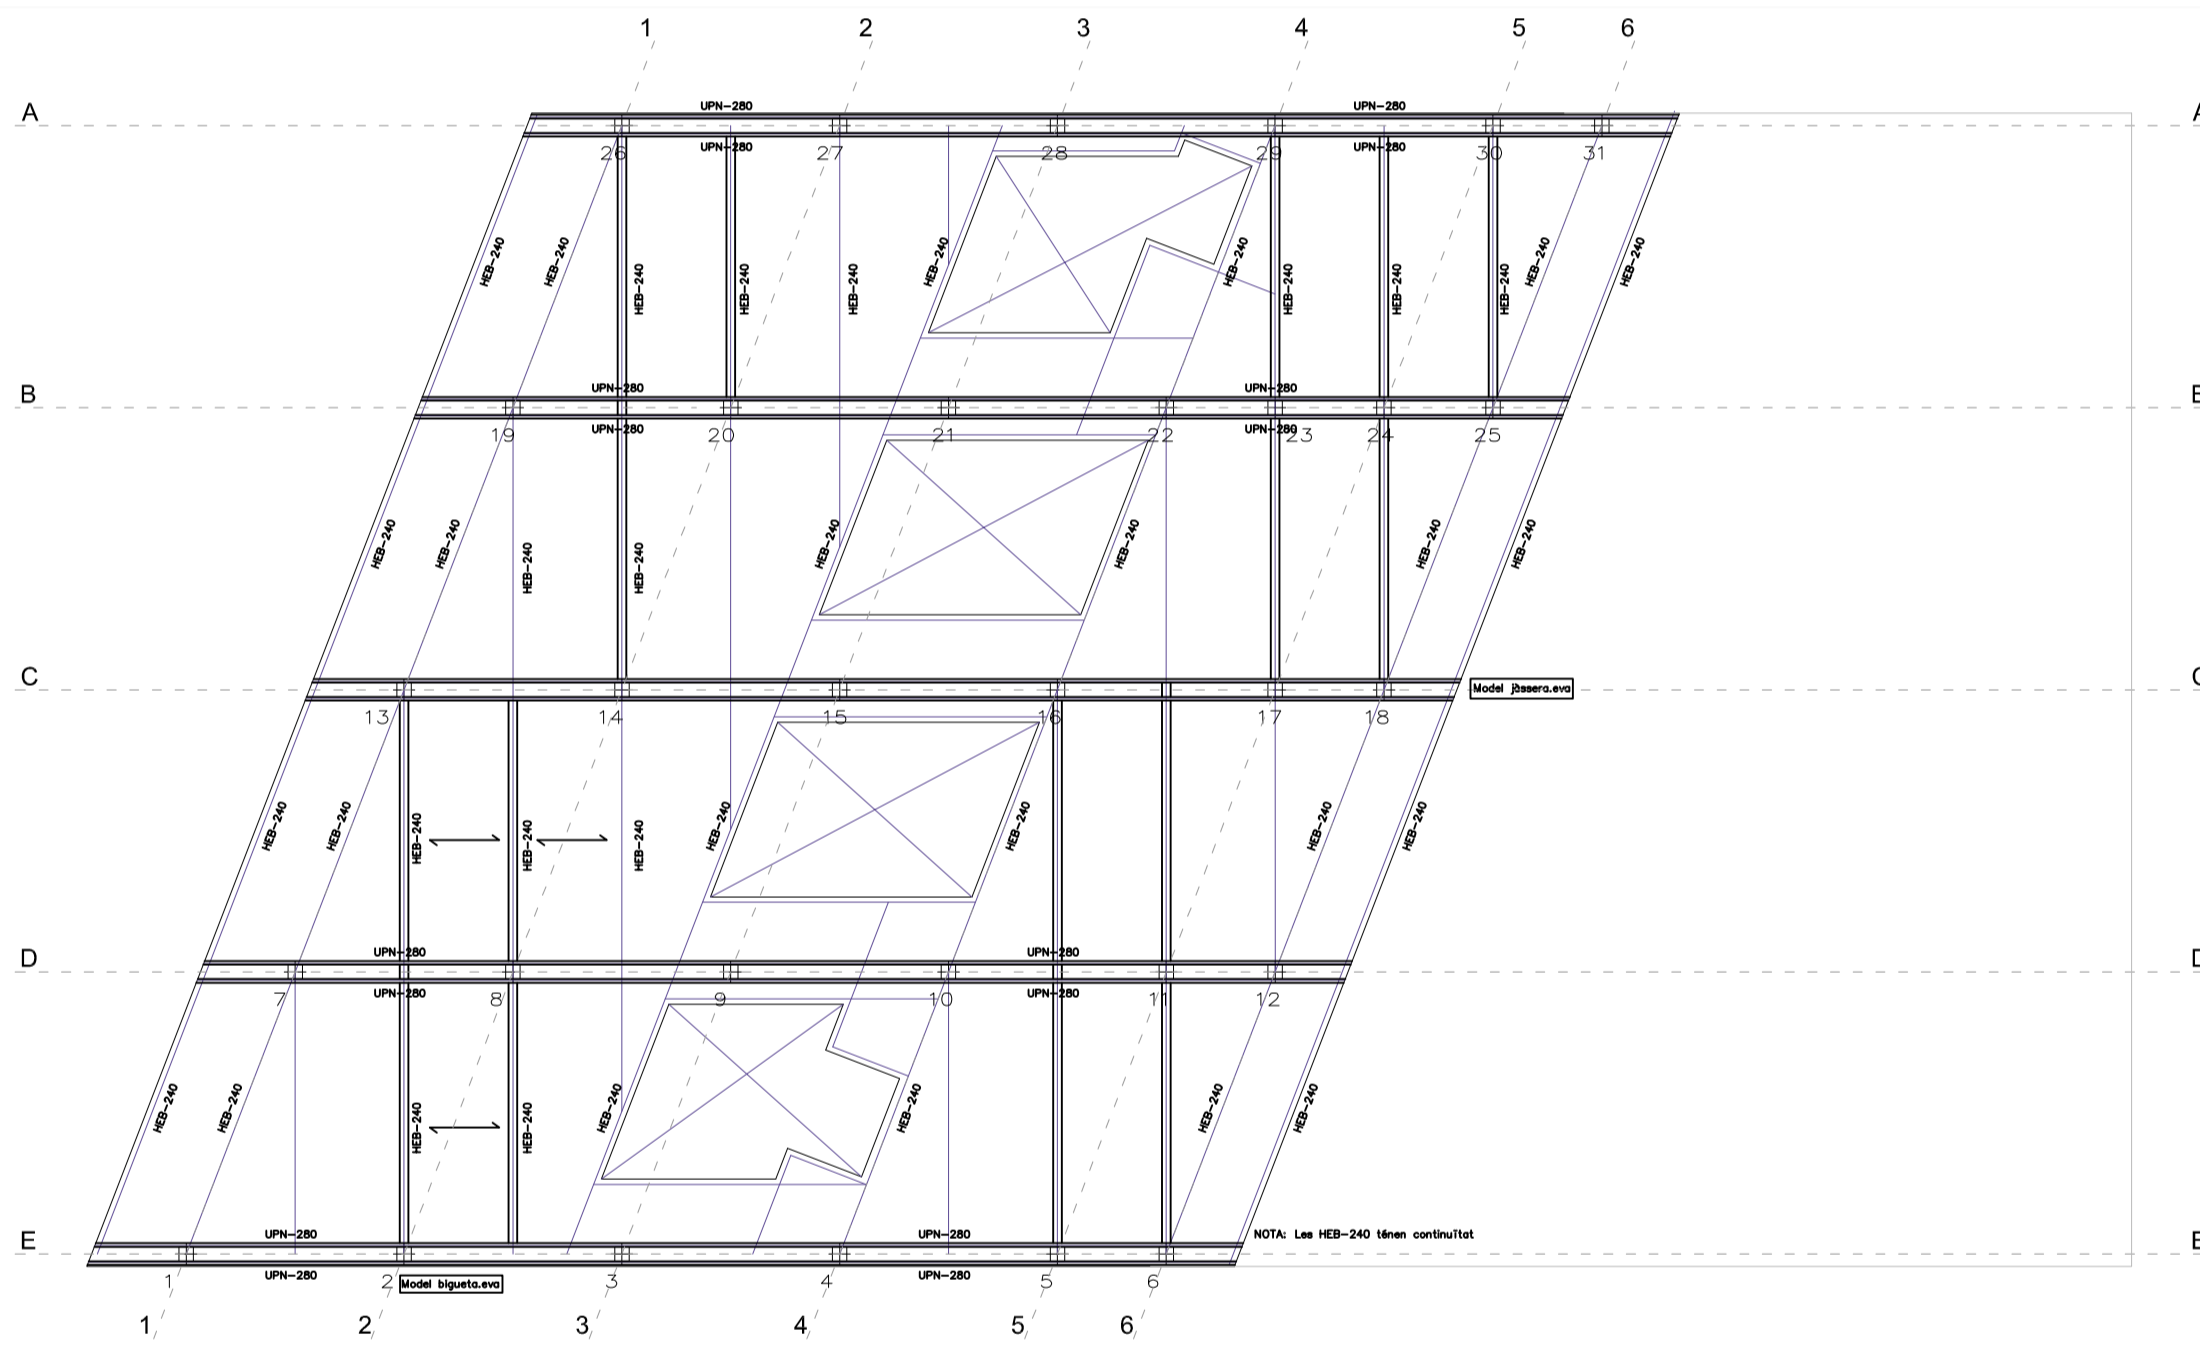 1 2 3 4 5 6
A UPN-280 UPN-280 A
UPN-280 UPN-280
26 27 28 29 30 31
HEB-240 HEB-240 HEB-240 HEB-240 HEB-240 HEB-240 HEB-240 HEB-240 HEB-240 HEB-240 HEB-240 HEB-240
B UPN-280 UPN-280
UPN-280 UPN-280
19 20 21 22 23 24 25
HEB-240 HEB-240 HEB-240 HEB-240 HEB-240 HEB-240 HEB-240 HEB-240
C Model jàssera.eva
13 14 15 16 17 18
HEB-240 HEB-240 HEB-240 HEB-240 HEB-240 HEB-240 HEB-240 HEB-240 HEB-240
D UPN-280 UPN-280
UPN-280 UPN-280
7 8 9 10 11 12
HEB-240 HEB-240 HEB-240 HEB-240 HEB-240 HEB-240 HEB-240 HEB-240
E UPN-280 UPN-280 NOTA: Les HEB-240 ténen continuïtat
UPN-280 UPN-280
1 2 Model bigueta.eva 3 4 5 6
1 2 3 4 5 6